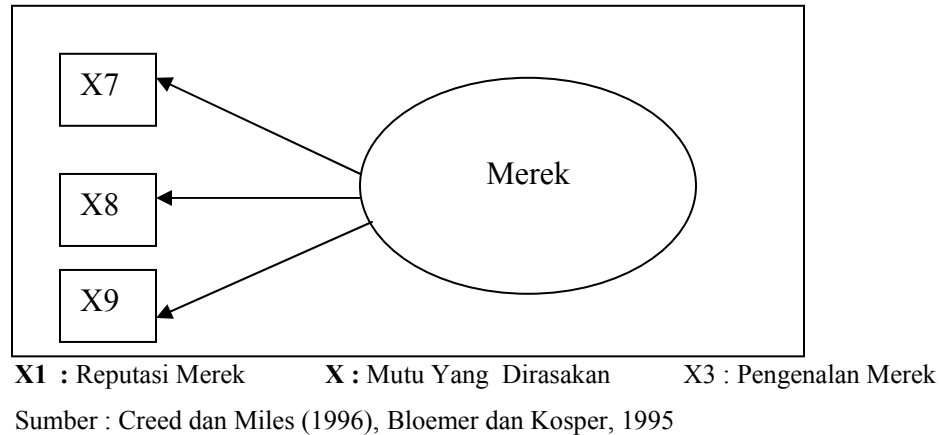 X7
Merek
X8
X9
X1 : Reputasi Merek X : Mutu Yang Dirasakan X3 : Pengenalan Merek
Sumber : Creed dan Miles (1996), Bloemer dan Kosper, 1995